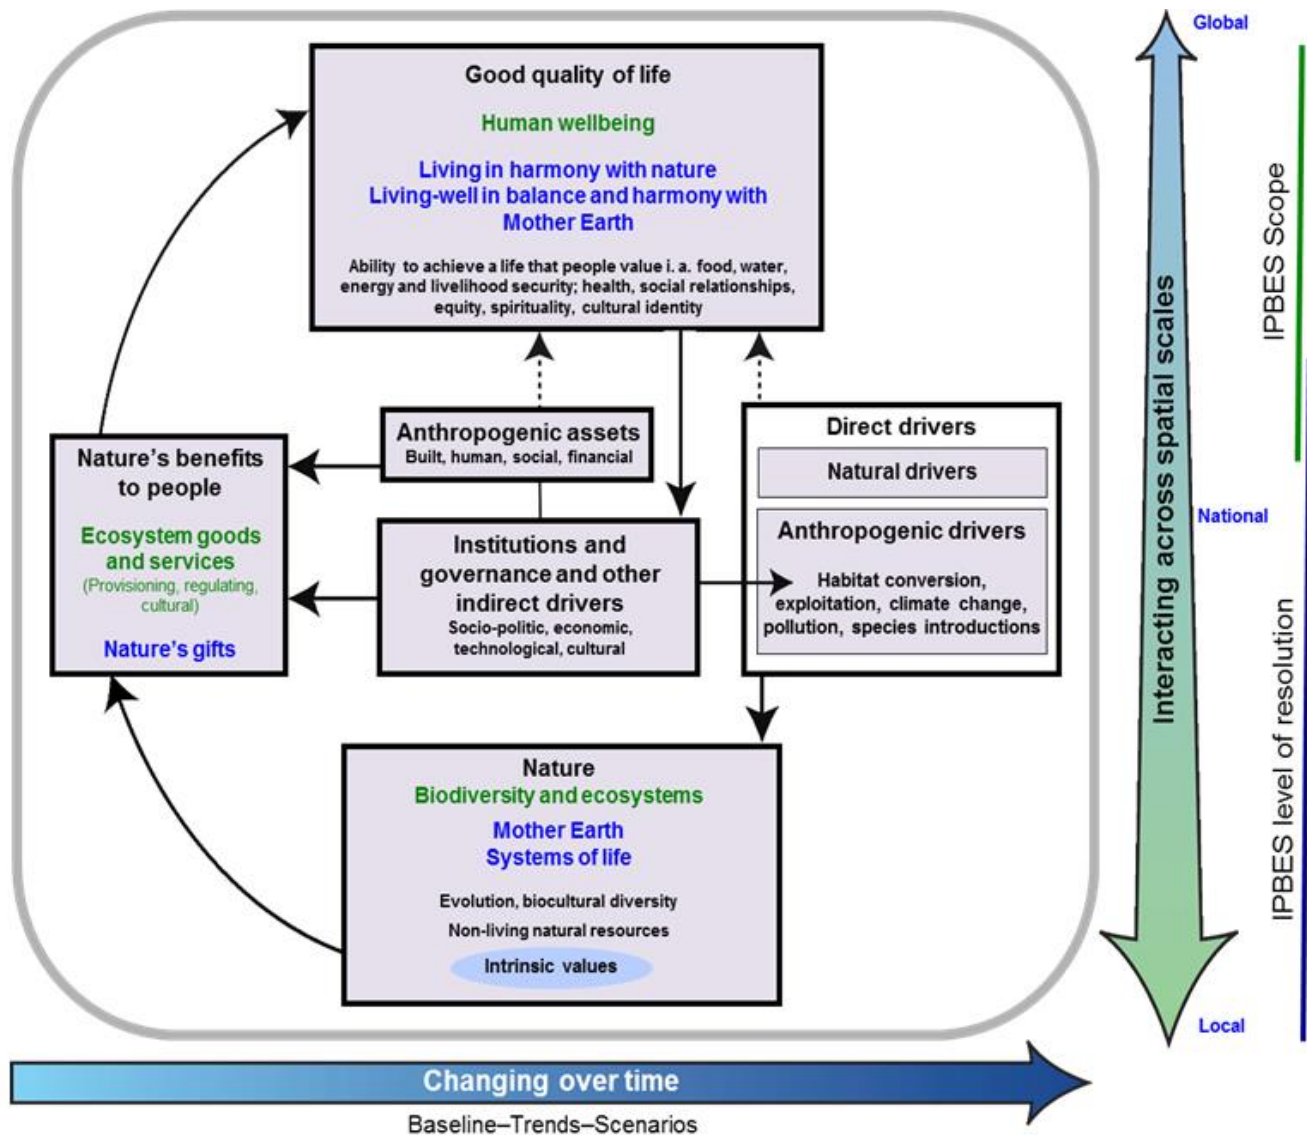 Good quality of life
Human wellbeing
Living in harmony with nature
Living-well in balance and harmony with
Mother Earth
Ability to achieve a life that people value i. a. food, water,
energy and livelihood security; health, social relationships,
equity, spirituality, cultural identity
Anthropogenic assets
Built, human, social, financial
Nature's benefits
to people
Ecosystem goods
and services
(Provisioning, regulating,
cultural)
Nature's gifts
Institutions and
governance and other
indirect drivers
Socio-politic, economic,
technological, cultural
Direct drivers
Natural drivers
Anthropogenic drivers
Habitat conversion,
exploitation, climate change,
pollution, species introductions
Nature
Biodiversity and ecosystems
Mother Earth
Systems of life
Evolution, biocultural diversity
Non-living natural resources
Intrinsic values
Global
National
Local
Interacting across spatial scales
IPBES Scope
IPBES level of resolution
Changing over time
Baseline–Trends–Scenarios